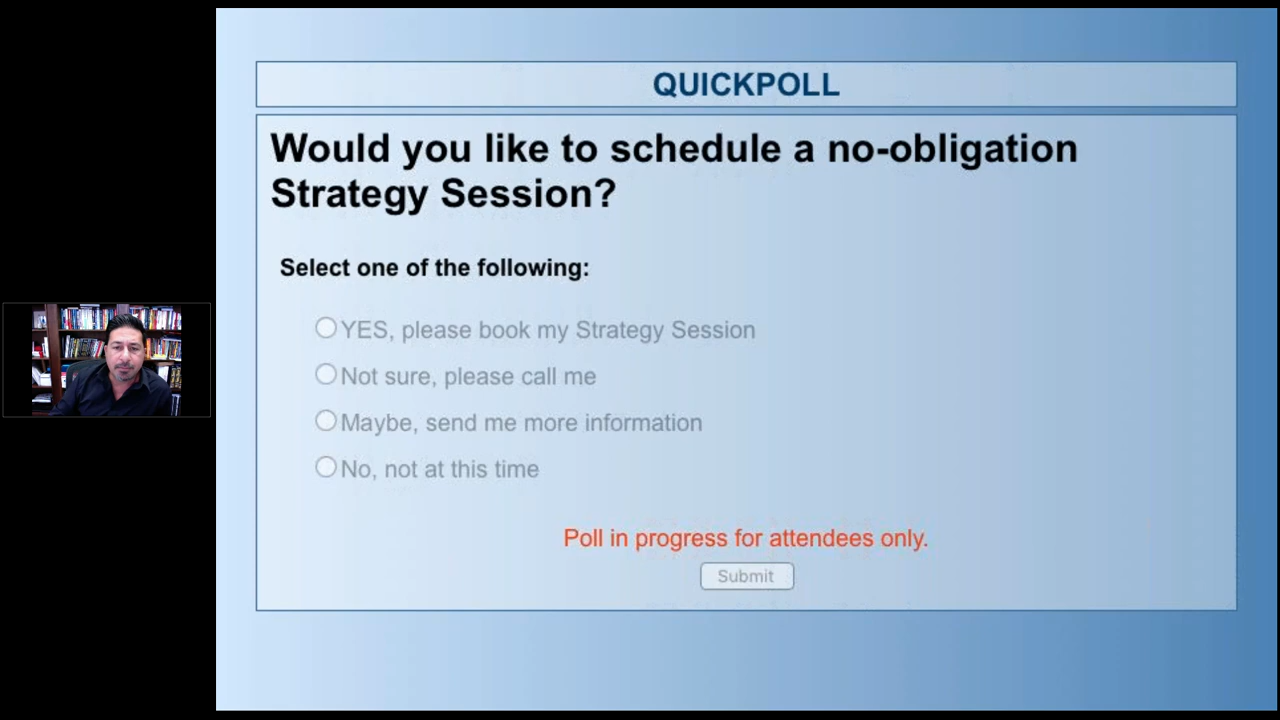 QUICKPOLL
Would you like to schedule a no-obligation
Strategy Session?
Select one of the following:
YES, please book my Strategy Session
Not sure, please call me
Maybe, send me more information
No, not at this time
Poll in progress for attendees only.
Submit